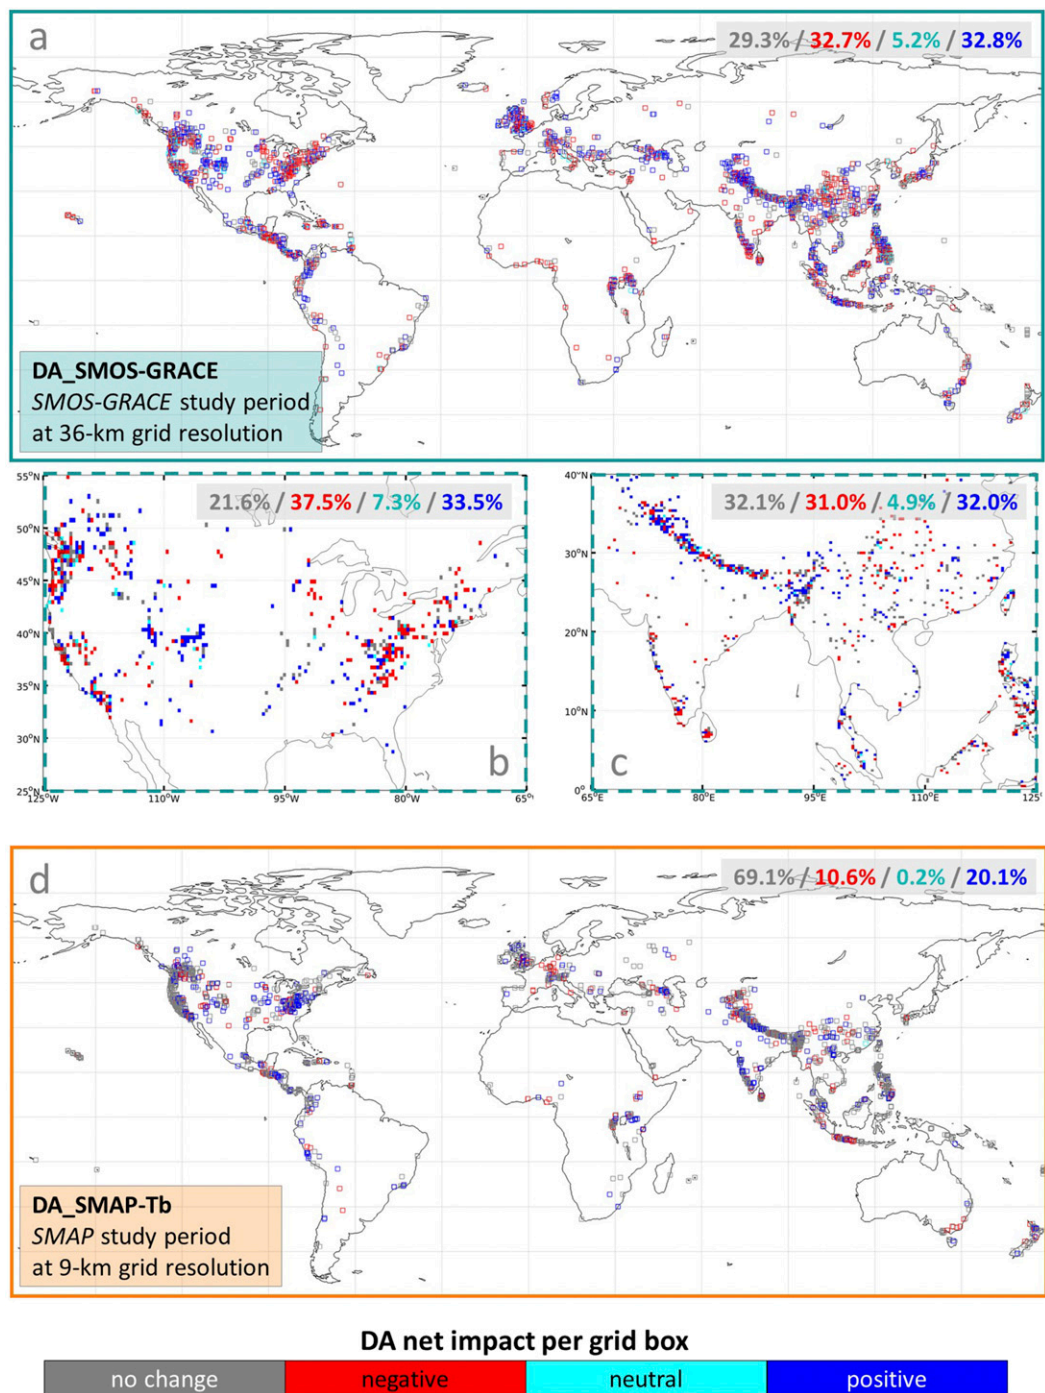 a
29.3% / 32.7% / 5.2% / 32.8%
DA_SMOS-GRACE
SMOS-GRACE study period
at 36-km grid resolution
55°N
50°N
45°N
40°N
35°N
30°N
25°N
125°W
110°W
95°W
80°W
65°
21.6% / 37.5% / 7.3% / 33.5%
b
40°N
30°N
20°N
10°N
0°
65°E
80°E
95°E
110°E
125°
32.1% / 31.0% / 4.9% / 32.0%
c
d
69.1% / 10.6% / 0.2% / 20.1%
DA_SMAP-Tb
SMAP study period
at 9-km grid resolution
DA net impact per grid box
no change negative neutral positive